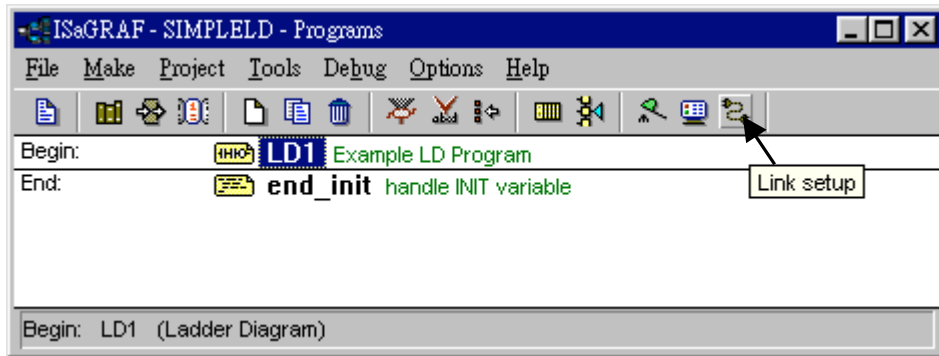 ISaGRAF - SIMPLELD - Programs
File Make Project Tools Debug Options Help
Begin: LD1 Example LD Program
End: end_init handle INIT variable
Link setup
Begin: LD1 (Ladder Diagram)